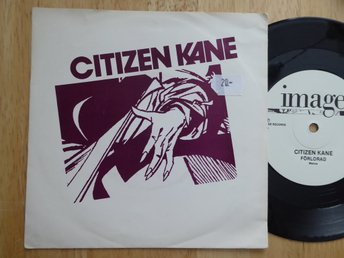 CITIZEN KANE
20:-
image
CITIZEN KANE
FÖRLORAD